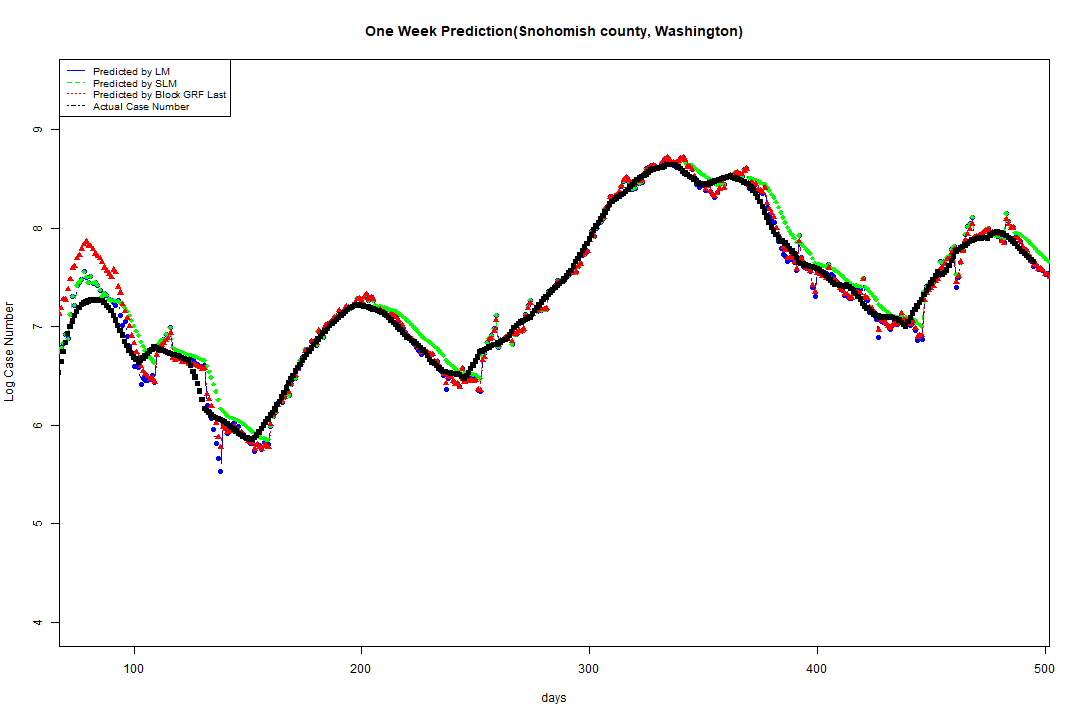 One Week Prediction(Snohomish county, Washington)
Predicted by LM
Predicted by SLM
Predicted by Block GRF Last
Actual Case Number
9
8
7
6
5
4
Log Case Number
100 200 300 400 500
days